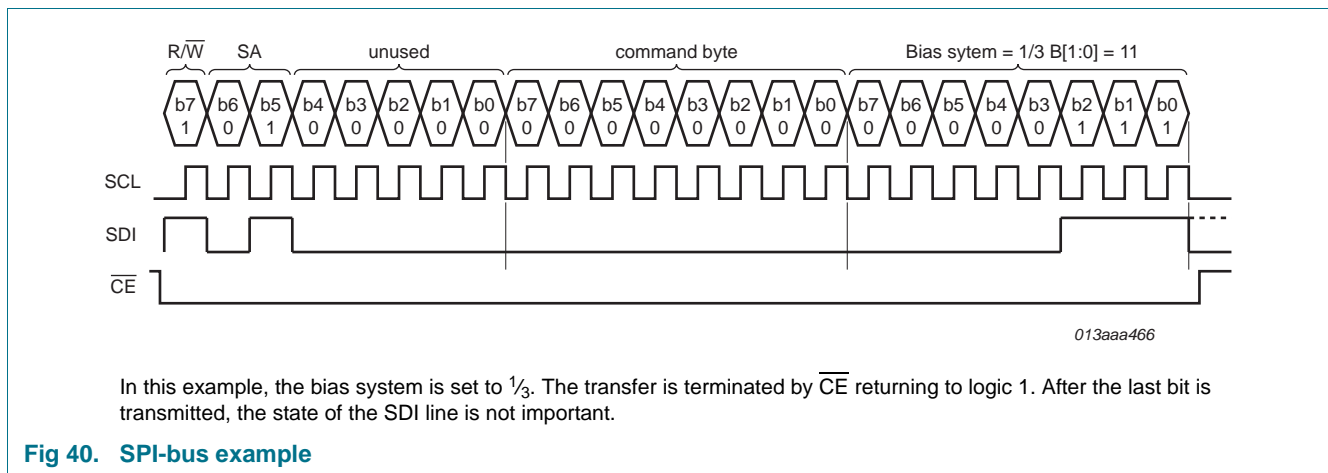 R/W SA unused command byte Bias sytem = 1/3 B[1:0] = 11
b7 b6 b5 b4 b3 b2 b1 b0 b7 b6 b5 b4 b3 b2 b1 b0 b7 b6 b5 b4 b3 b2 b1 b0
1 0 1 0 0 0 0 0 0 0 0 0 0 0 0 0 0 0 0 0 0 1 1 1
SCL
SDI
CE
013aaa466
In this example, the bias system is set to 1⁄3. The transfer is terminated by CE returning to logic 1. After the last bit is
transmitted, the state of the SDI line is not important.
Fig 40. SPI-bus example